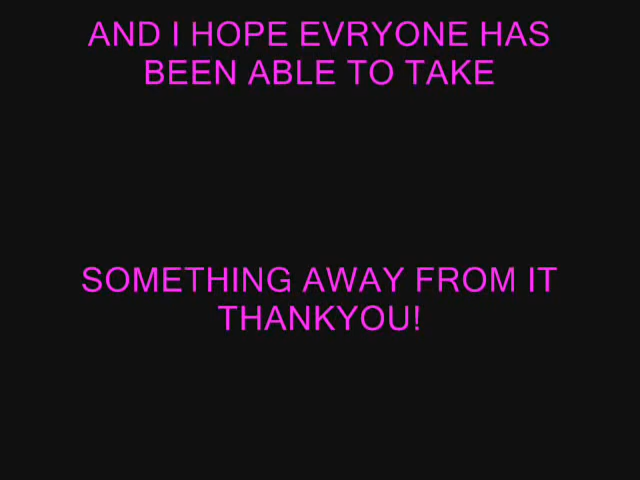 AND I HOPE EVRYONE HAS
BEEN ABLE TO TAKE
SOMETHING AWAY FROM IT
THANKYOU!